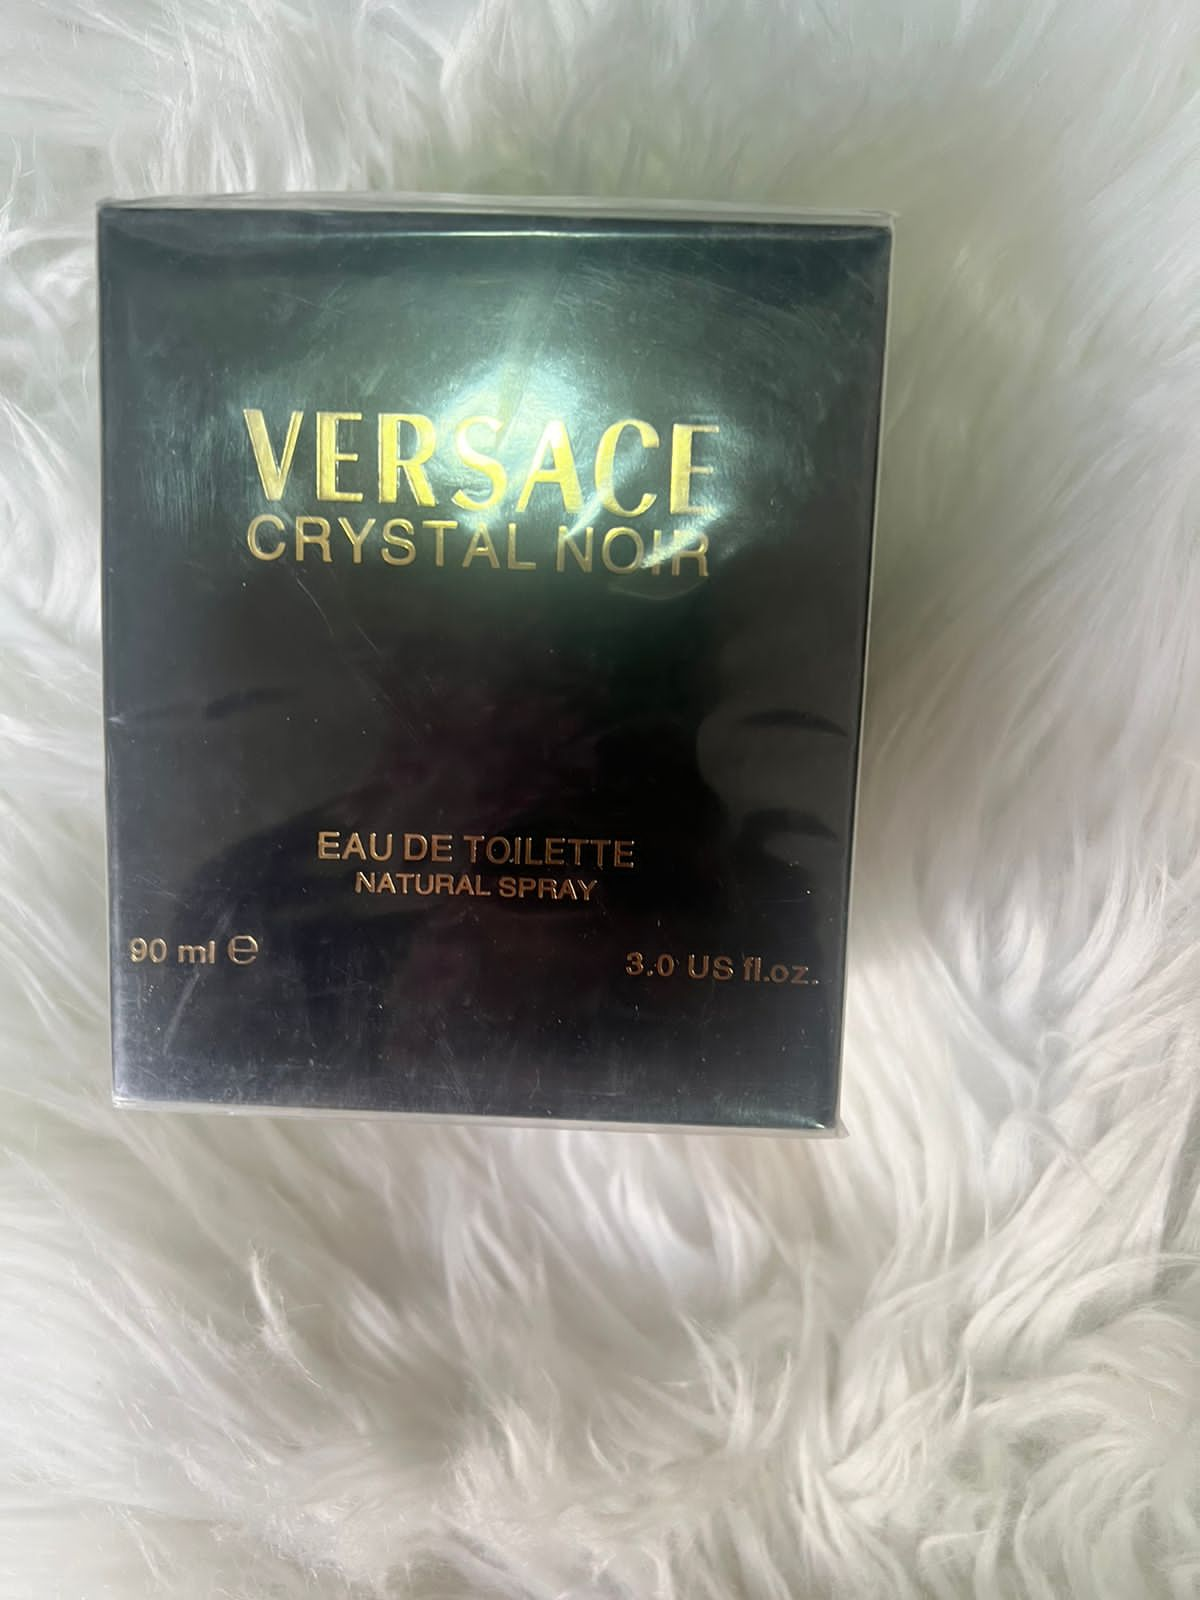 VERSACE
CRYSTAL NOIR
EAU DE TOILETTE
NATURAL SPRAY
90 ml ℮
3.0 US fl.oz.